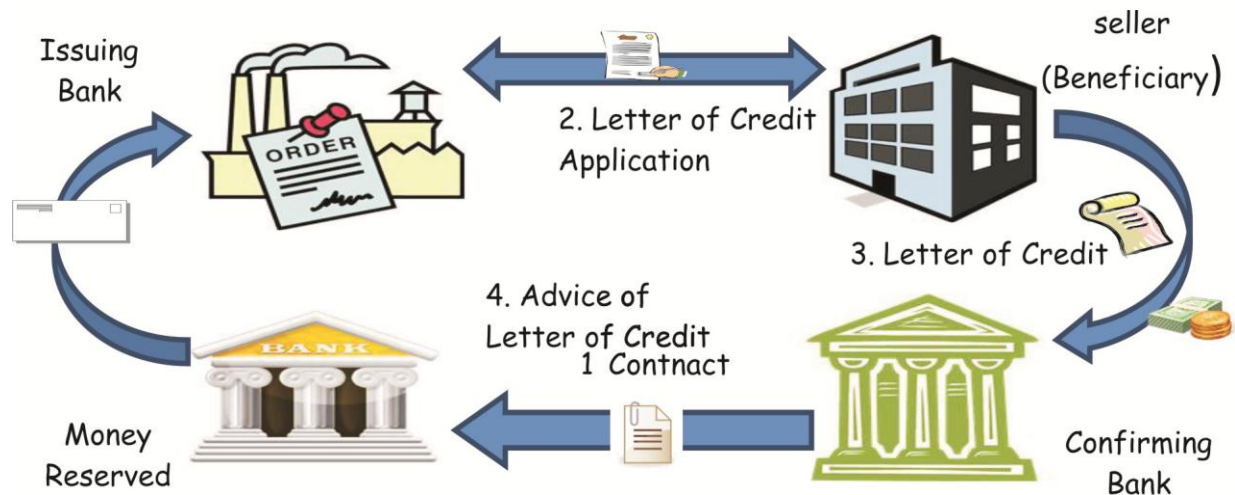 Issuing
Bank
ORDER
2. Letter of Credit
Application
seller
(Beneficiary)
3. Letter of Credit
4. Advice of
Letter of Credit
1 Contnact
BANK
Money
Reserved
Confirming
Bank